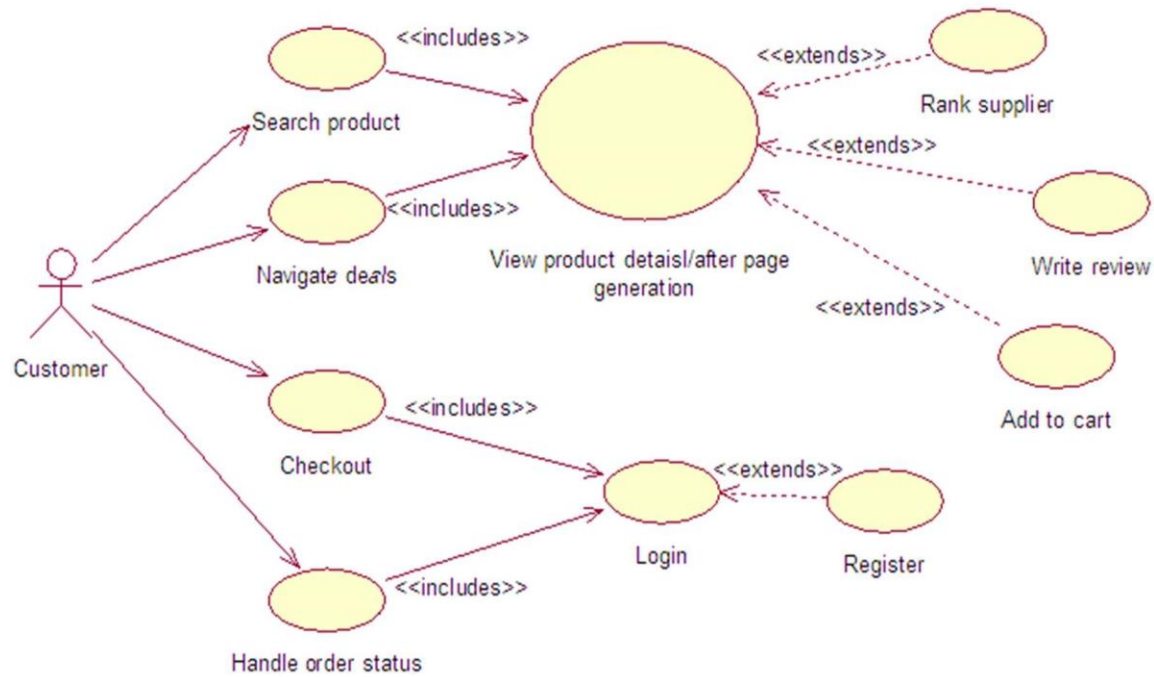 <<includes>>
<<extends>>
Search product
Rank supplier
<<extends>>
<<includes>>
Navigate deals
View product detaisl/after page
generation
Write review
<<extends>>
Customer
<<includes>>
Add to cart
Checkout
<<extends>>
Login
Register
<<includes>>
Handle order status